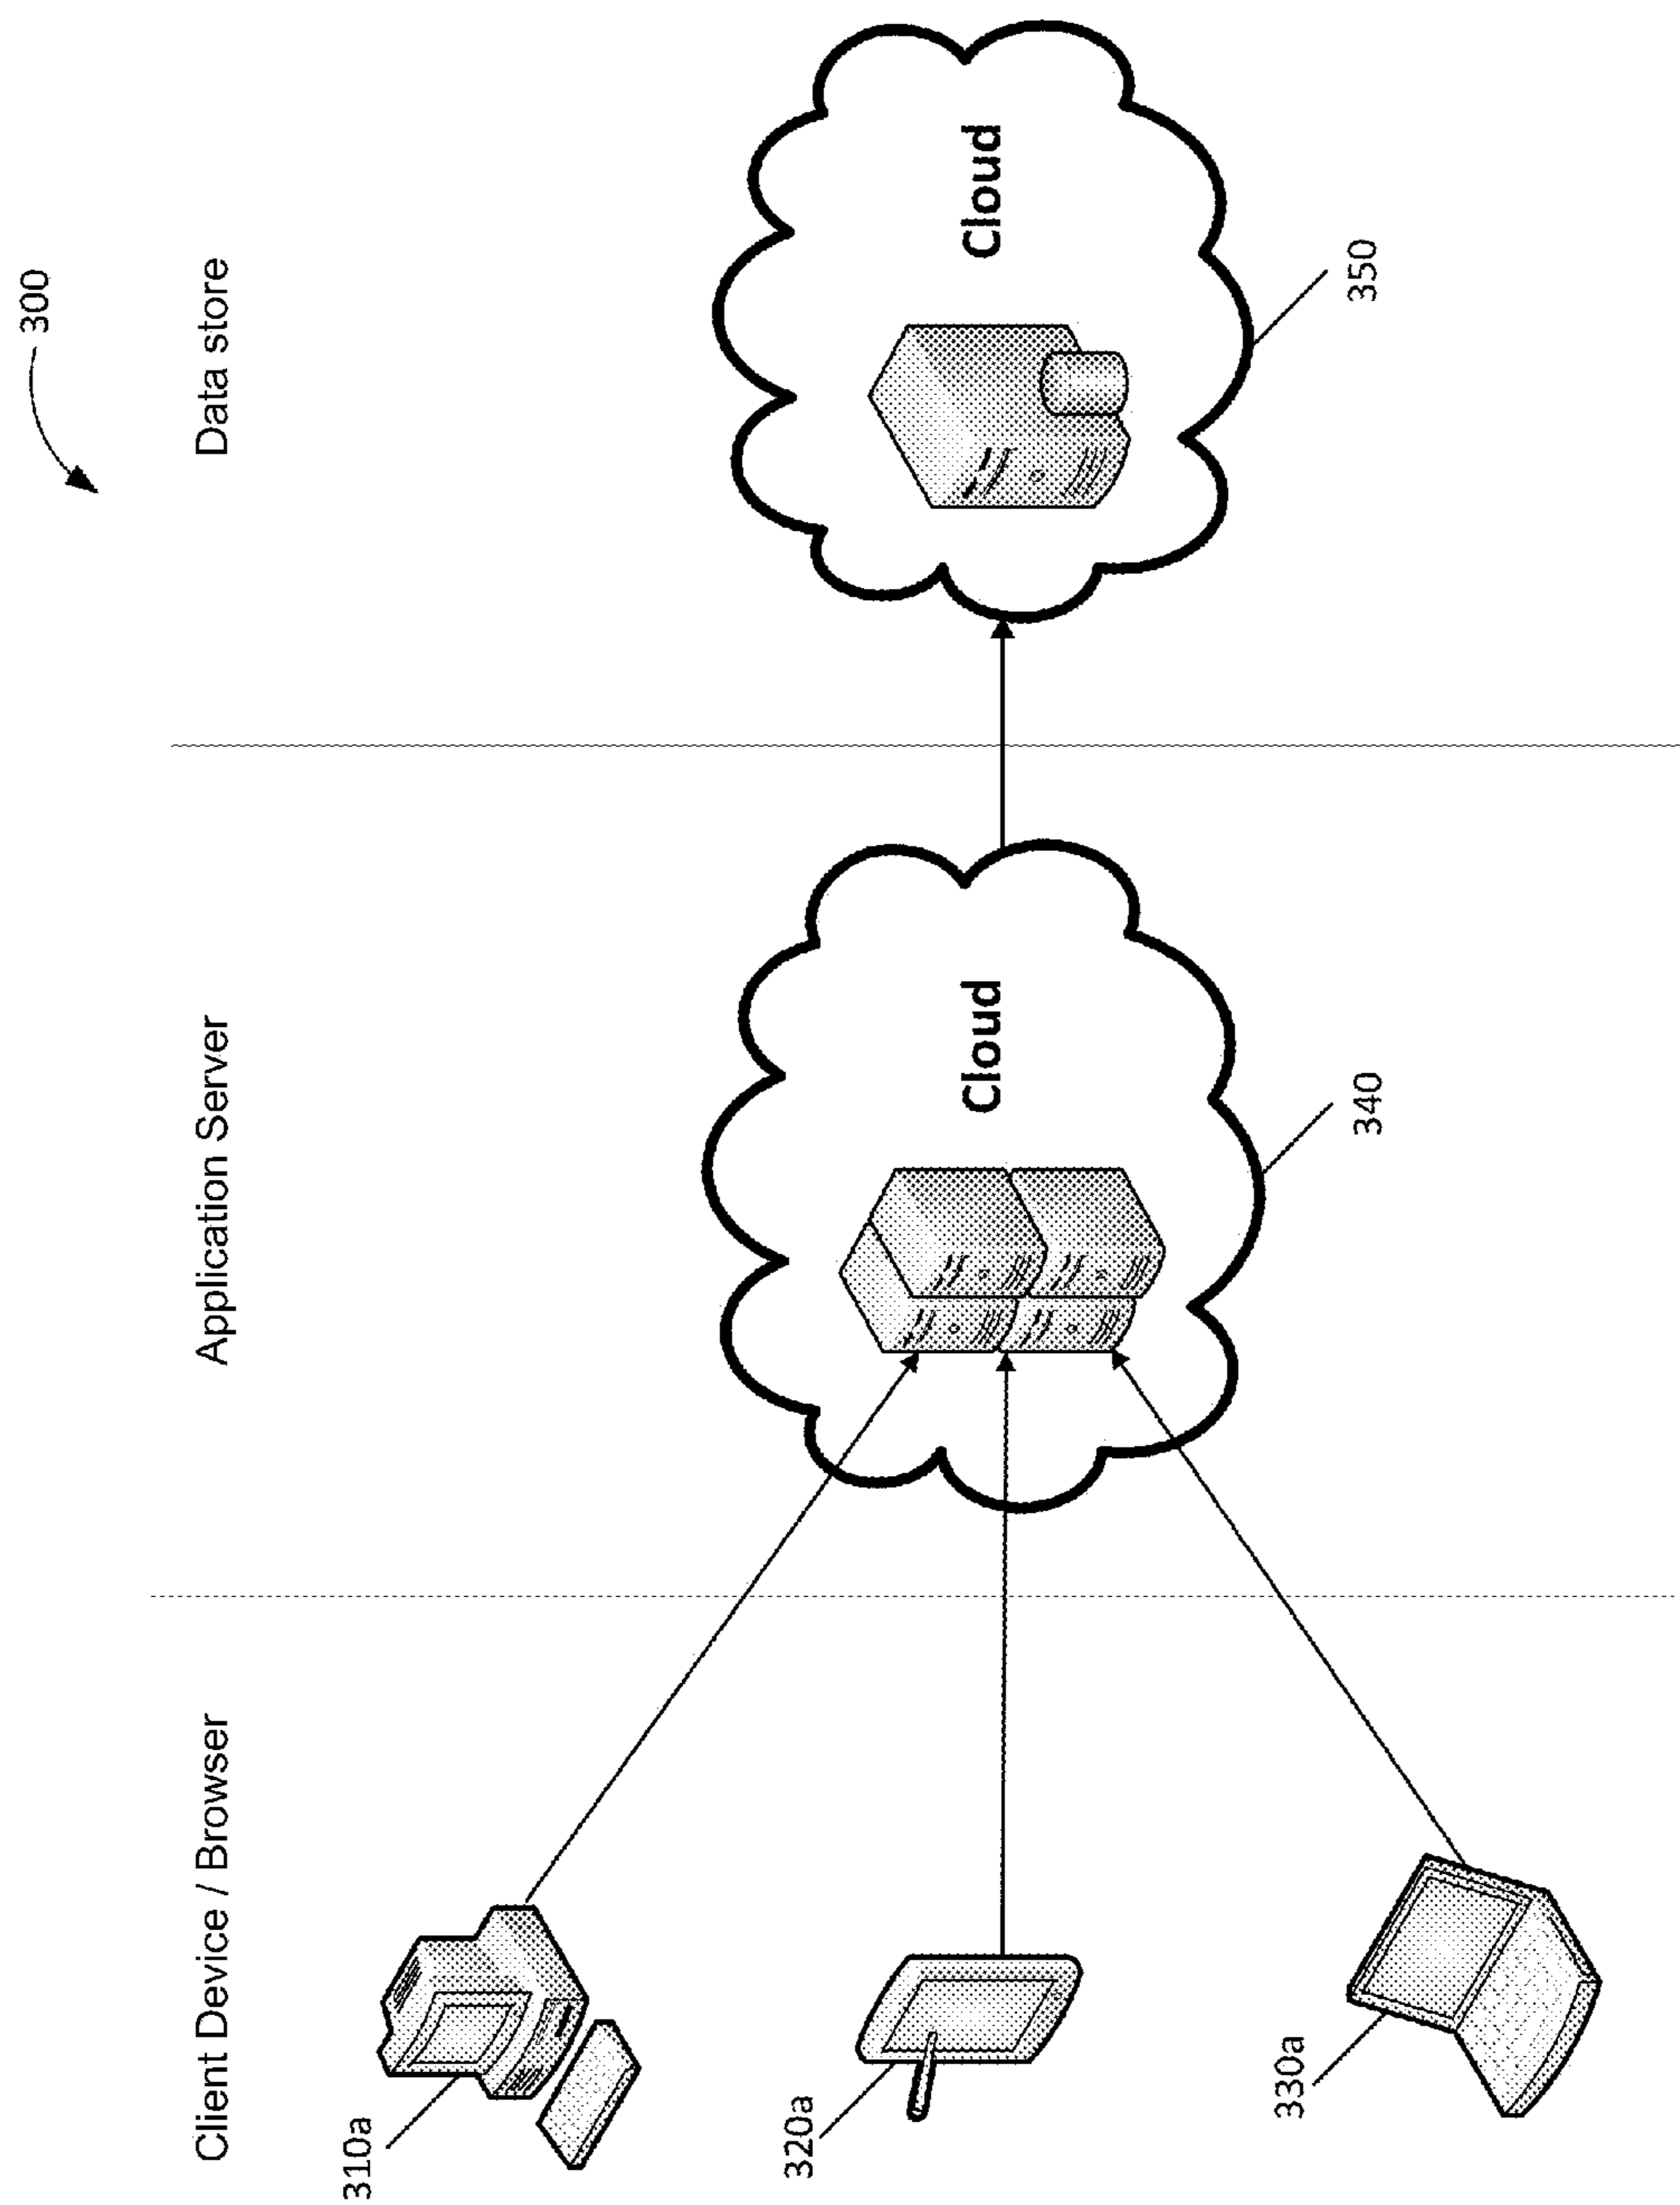 300
Client Device / Browser
Application Server
Data store
310a
320a
330a
Cloud
340
Cloud
350